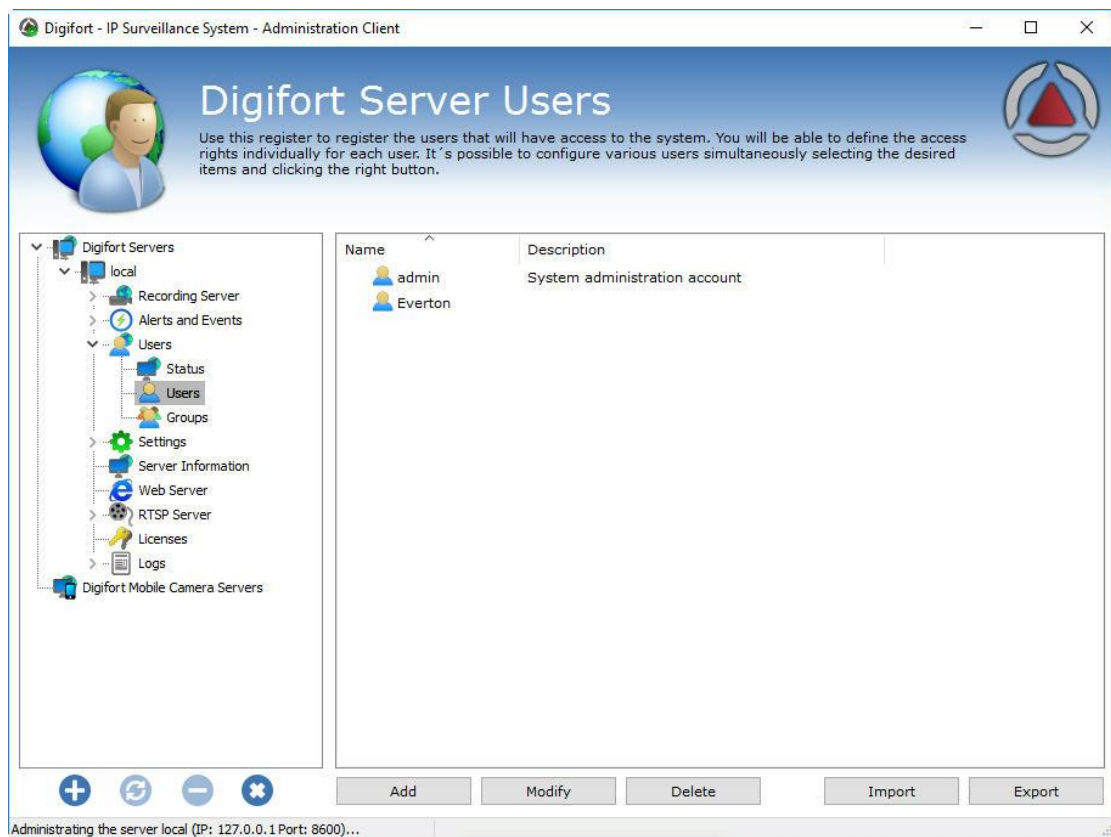 Digifort - IP Surveillance System - Administration Client
Digifort Server Users
Use this register to register the users that will have access to the system. You will be able to define the access
rights individually for each user. It´s possible to configure various users simultaneously selecting the desired
items and clicking the right button.
Digifort Servers
local
Recording Server
Alerts and Events
Users
Status
Users
Groups
Settings
Server Information
Web Server
RTSP Server
Licenses
Logs
Digifort Mobile Camera Servers
Name Description
admin System administration account
Everton
Add Modify Delete Import Export
Administrating the server local (IP: 127.0.0.1 Port: 8600)...